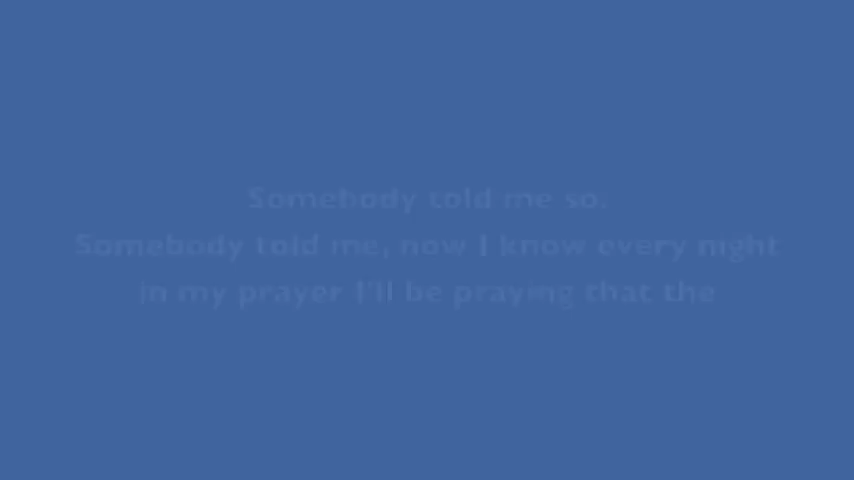 Somebody told me so.
Somebody told me, now I know every night
in my prayer I'll be praying that the